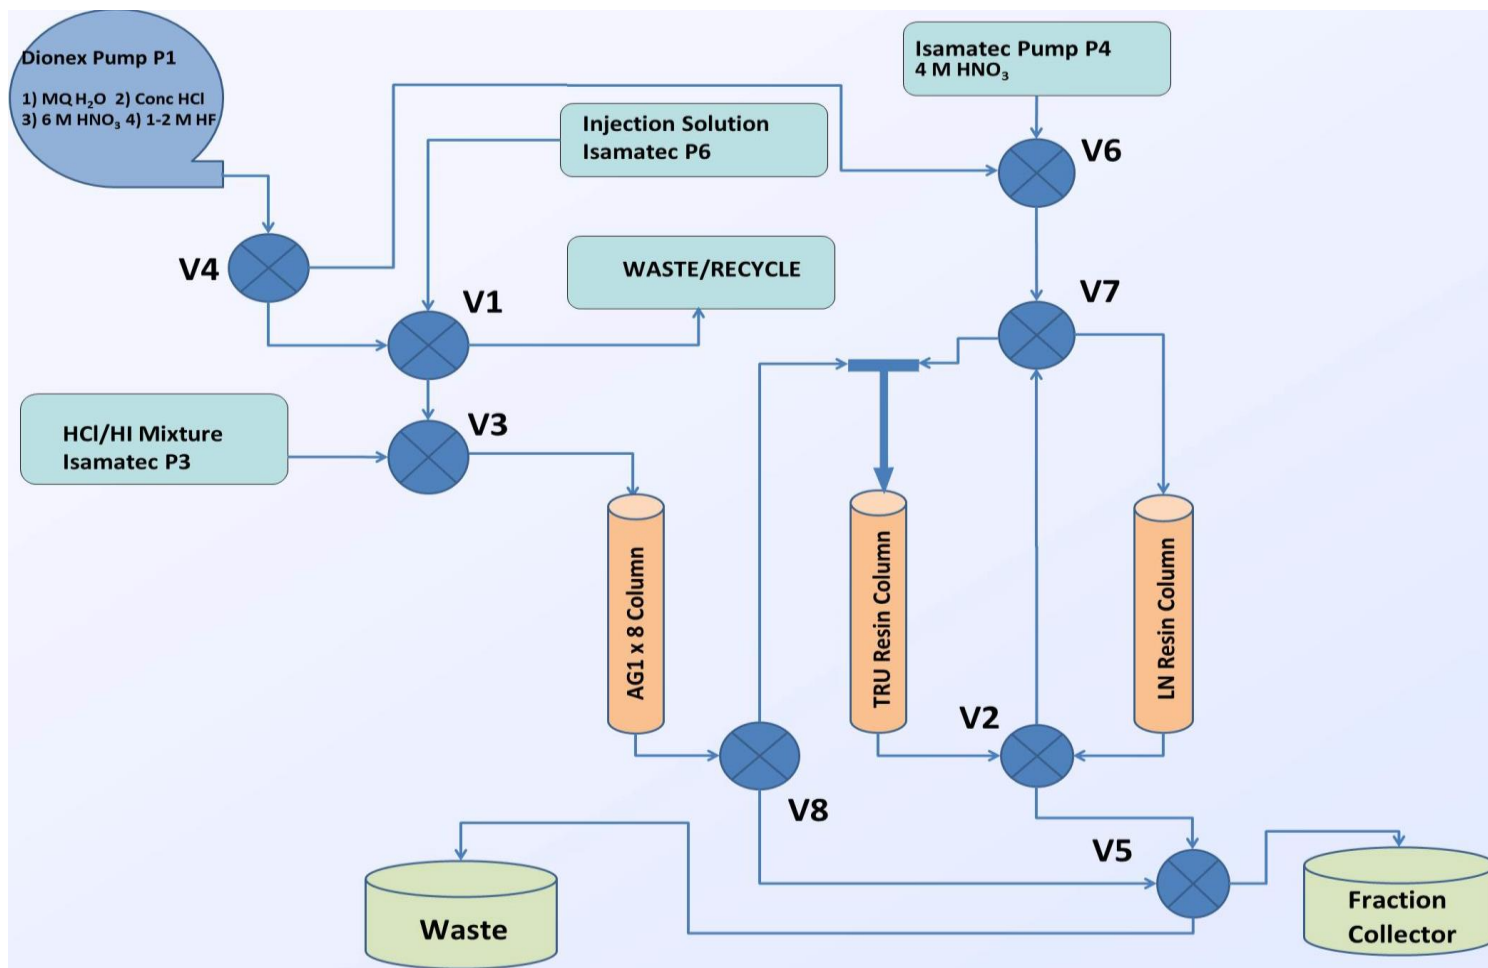 Dionex Pump P1
1) MQ H₂O 2) Conc HCl
3) 6 M HNO₃ 4) 1-2 M HF
Isamatec Pump P4
4 M HNO₃
Injection Solution
Isamatec P6
V6
V4
WASTE/RECYCLE
V1
V7
HCl/HI Mixture
Isamatec P3
V3
AG1 x 8 Column
TRU Resin Column
LN Resin Column
V2
V8
V5
Waste
Fraction
Collector